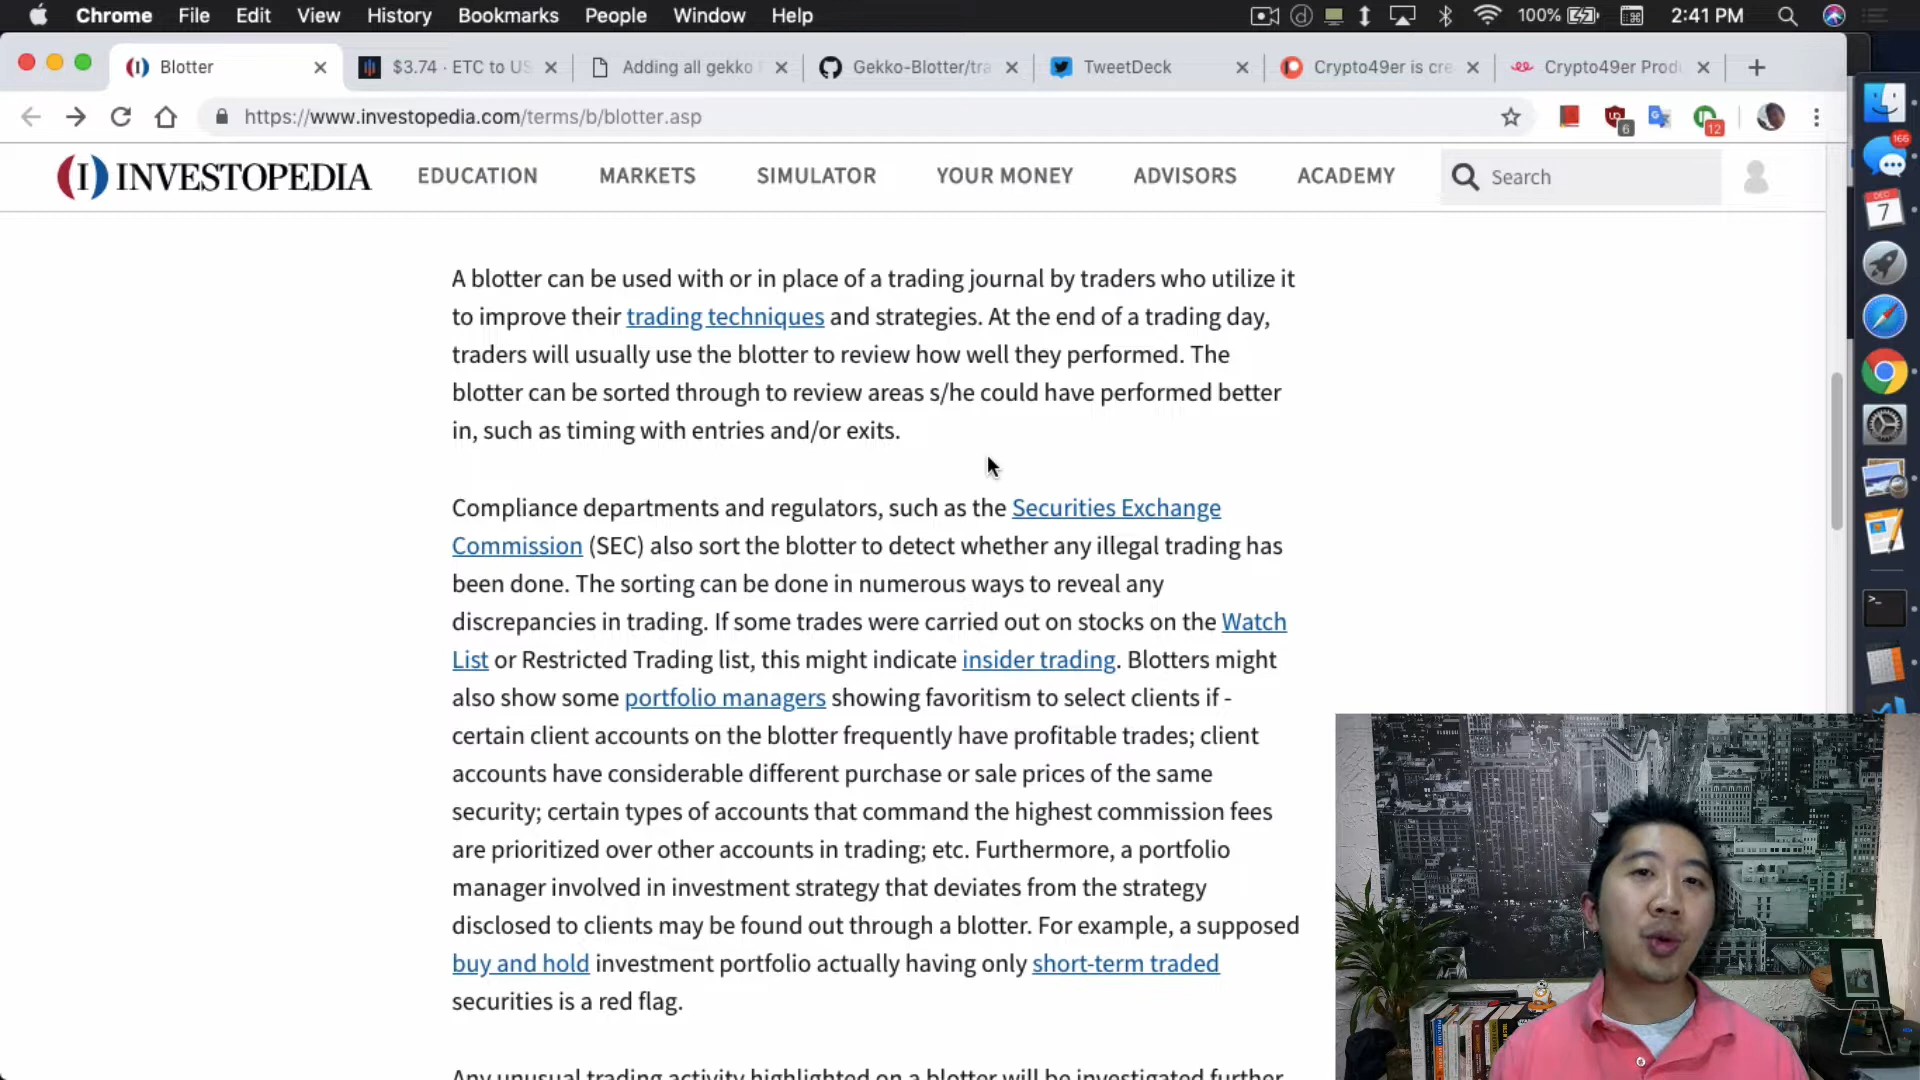 Chrome File Edit View History Bookmarks People Window Help 100% 2:41 PM
Blotter $3.74 · ETC to US Adding all gekko Gekko-Blotter/tra TweetDeck Crypto49er is cre Crypto49er Prod
https://www.investopedia.com/terms/b/blotter.asp 6 12
INVESTOPEDIA EDUCATION MARKETS SIMULATOR YOUR MONEY ADVISORS ACADEMY Search
166
DEC
7
A blotter can be used with or in place of a trading journal by traders who utilize it
to improve their trading techniques and strategies. At the end of a trading day,
traders will usually use the blotter to review how well they performed. The
blotter can be sorted through to review areas s/he could have performed better
in, such as timing with entries and/or exits.
Compliance departments and regulators, such as the Securities Exchange
Commission (SEC) also sort the blotter to detect whether any illegal trading has
been done. The sorting can be done in numerous ways to reveal any
discrepancies in trading. If some trades were carried out on stocks on the Watch
List or Restricted Trading list, this might indicate insider trading. Blotters might
also show some portfolio managers showing favoritism to select clients if -
certain client accounts on the blotter frequently have profitable trades; client
accounts have considerable different purchase or sale prices of the same
security; certain types of accounts that command the highest commission fees
are prioritized over other accounts in trading; etc. Furthermore, a portfolio
manager involved in investment strategy that deviates from the strategy
disclosed to clients may be found out through a blotter. For example, a supposed
buy and hold investment portfolio actually having only short-term traded
securities is a red flag.
Any unusual trading activity highlighted on a blotter will be investigated further